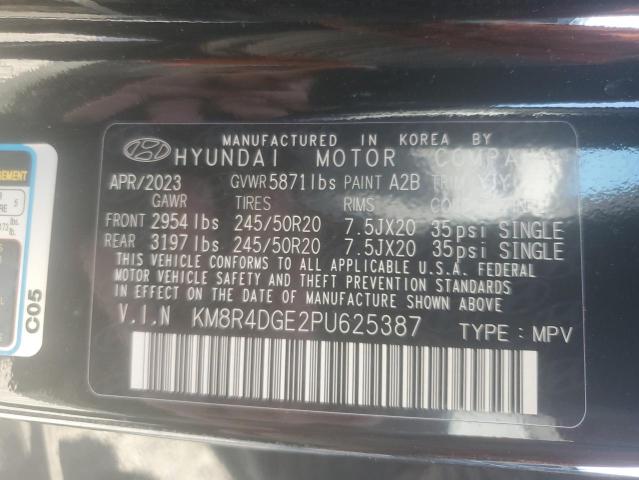 MANUFACTURED IN KOREA BY
HYUNDAI MOTOR COMPANY
APR/2023 GVWR 5871lbs PAINT A2B TRIM
GAWR TIRES RIMS
FRONT 2954lbs 245/50R20 7.5JX20 35psi SINGLE
REAR 3197lbs 245/50R20 7.5JX20 35psi SINGLE
THIS VEHICLE CONFORMS TO ALL APPLICABLE U.S.A. FEDERAL
MOTOR VEHICLE SAFETY AND THEFT PREVENTION STANDARDS
IN EFFECT ON THE DATE OF MANUFACTURE SHOWN ABOVE.
V.I.N KM8R4DGE2PU625387 TYPE : MPV
C05